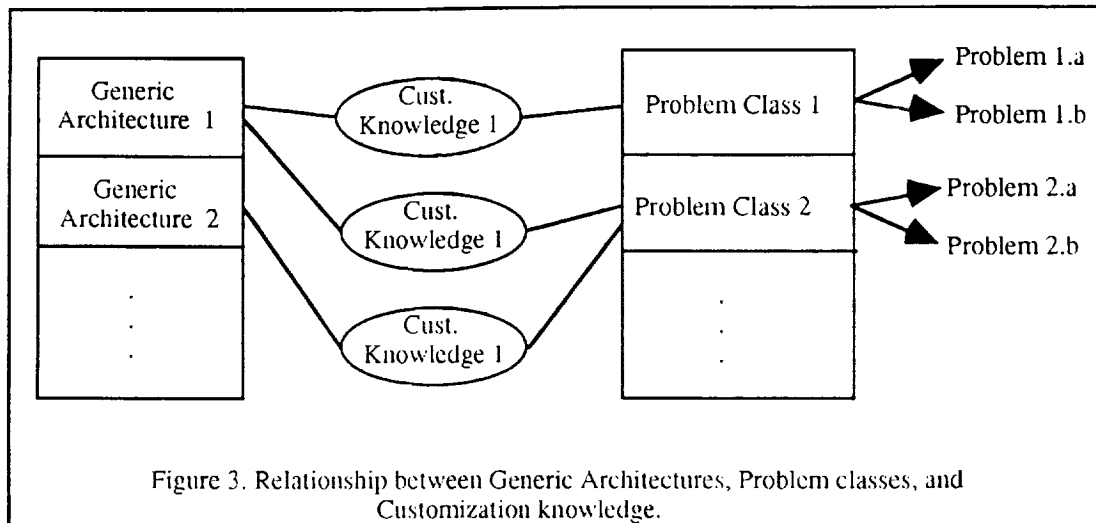 Generic
Architecture 1
Generic
Architecture 2
.
.
.
Cust.
Knowledge 1
Cust.
Knowledge 1
Cust.
Knowledge 1
Problem Class 1
Problem Class 2
.
.
.
Problem 1.a
Problem 1.b
Problem 2.a
Problem 2.b
Figure 3. Relationship between Generic Architectures, Problem classes, and
Customization knowledge.